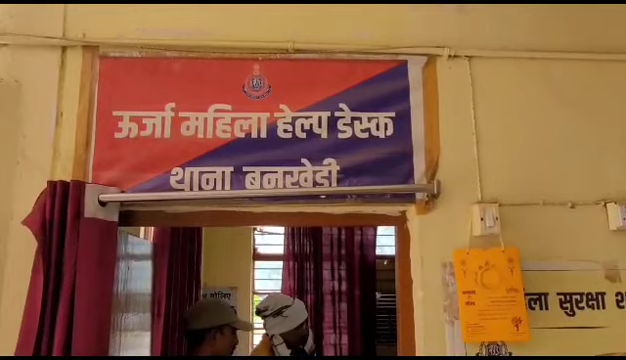 ऊर्जा महिला हेल्प डेस्क
थाना बनखेडी
ला सुरक्षा श